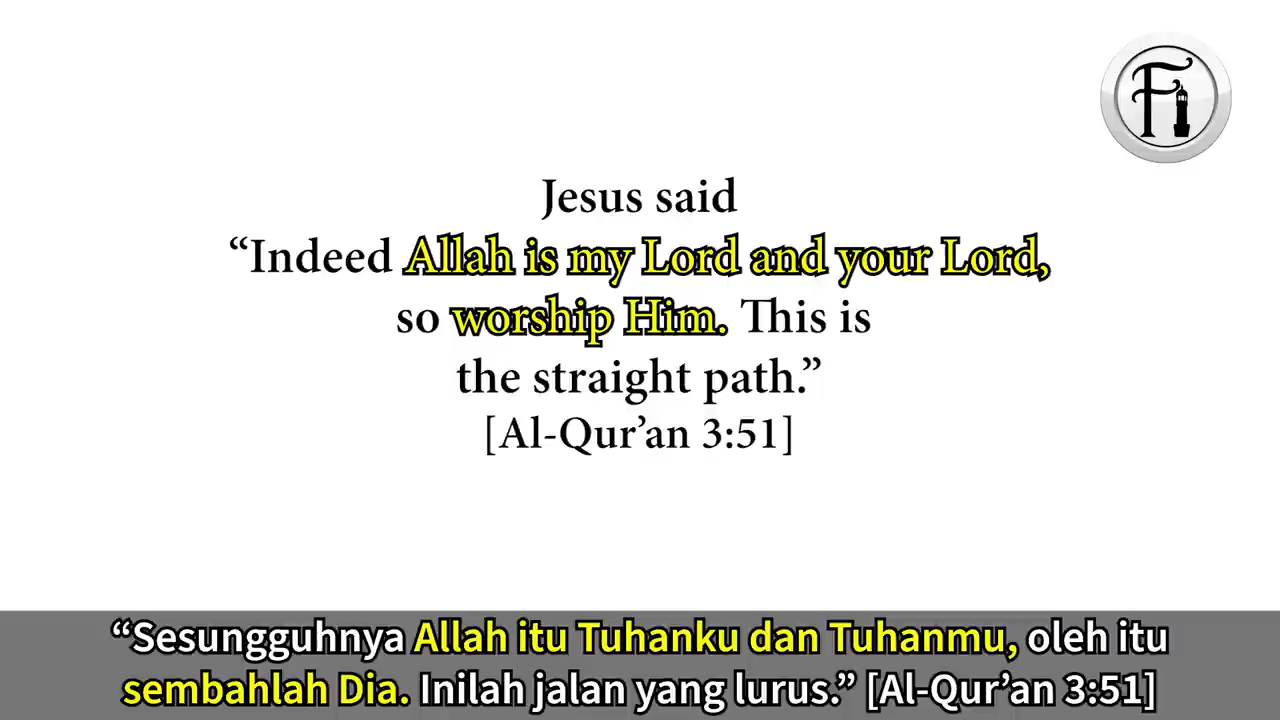 Fi
Jesus said
“Indeed Allah is my Lord and your Lord,
so worship Him. This is
the straight path.”
[Al-Qur’an 3:51]
“Sesungguhnya Allah itu Tuhanku dan Tuhanmu, oleh itu
sembahlah Dia. Inilah jalan yang lurus.” [Al-Qur’an 3:51]